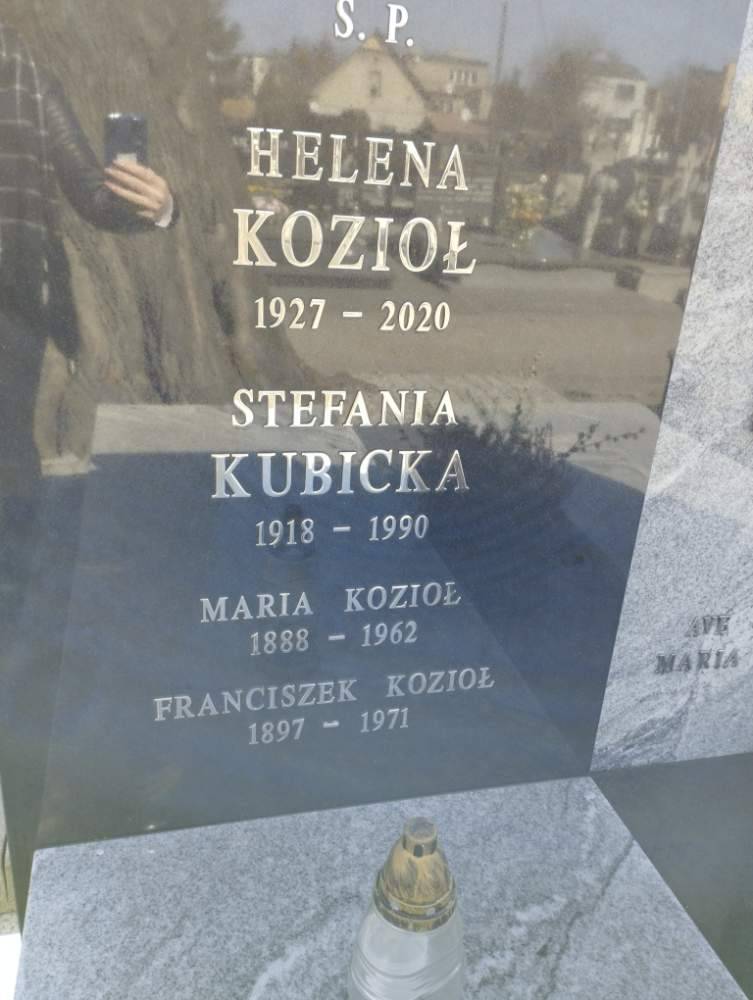 Ś. P.
HELENA
KOZIOŁ
1927 – 2020
STEFANIA
KUBICKA
1918 – 1990
MARIA KOZIOŁ
1888 – 1962
FRANCISZEK KOZIOŁ
1897 – 1971
AVE
MARIA